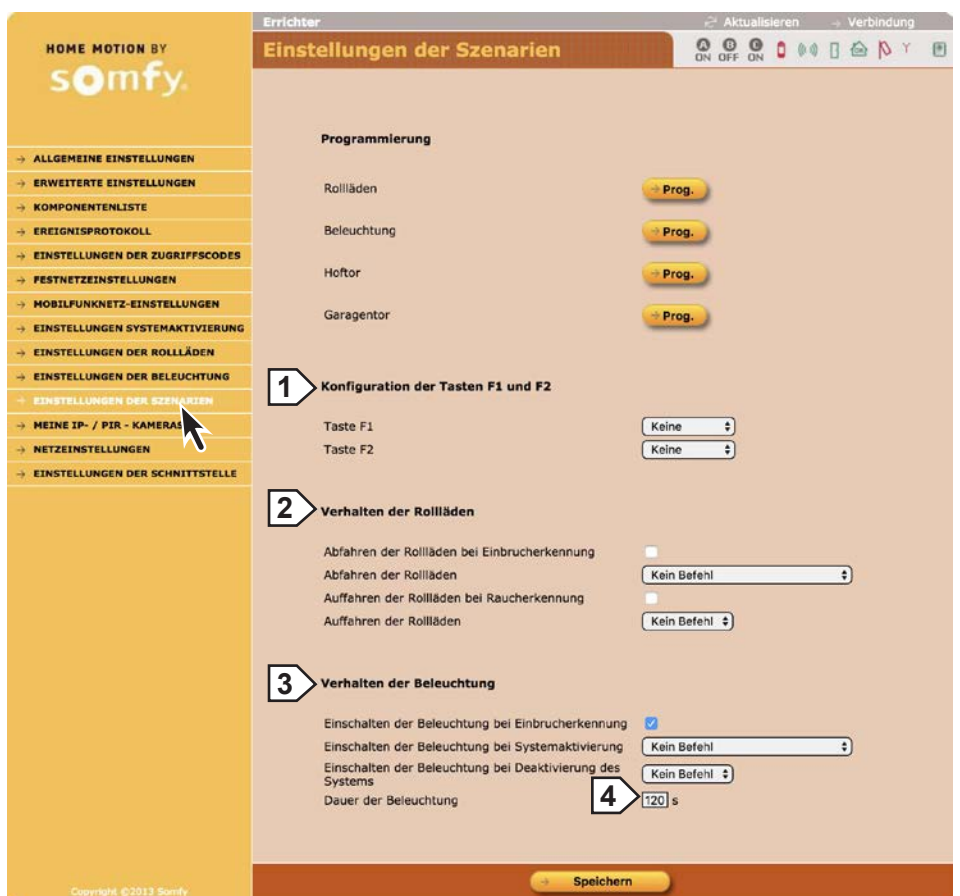 Errichter
Aktualisieren
Verbindung
HOME MOTION BY
somfy.
Einstellungen der Szenarien
A B C
ON OFF ON
ALLGEMEINE EINSTELLUNGEN
ERWEITERTE EINSTELLUNGEN
KOMPONENTENLISTE
EREIGNISPROTOKOLL
EINSTELLUNGEN DER ZUGRIFFSCODES
FESTNETZEINSTELLUNGEN
MOBILFUNKNETZ-EINSTELLUNGEN
EINSTELLUNGEN SYSTEMAKTIVIERUNG
EINSTELLUNGEN DER ROLLLÄDEN
EINSTELLUNGEN DER BELEUCHTUNG
EINSTELLUNGEN DER SZENARIEN
MEINE IP- / PIR - KAMERAS
NETZEINSTELLUNGEN
EINSTELLUNGEN DER SCHNITTSTELLE
Programmierung
Rollläden Prog.
Beleuchtung Prog.
Hoftor Prog.
Garagentor Prog.
1 Konfiguration der Tasten F1 und F2
Taste F1 Keine
Taste F2 Keine
2 Verhalten der Rollläden
Abfahren der Rollläden bei Einbrucherkennung
Abfahren der Rollläden Kein Befehl
Auffahren der Rollläden bei Raucherkennung
Auffahren der Rollläden Kein Befehl
3 Verhalten der Beleuchtung
Einschalten der Beleuchtung bei Einbrucherkennung
Einschalten der Beleuchtung bei Systemaktivierung Kein Befehl
Einschalten der Beleuchtung bei Deaktivierung des
Systems Kein Befehl
Dauer der Beleuchtung 4 120 s
Speichern
Copyright ©2013 Somfy